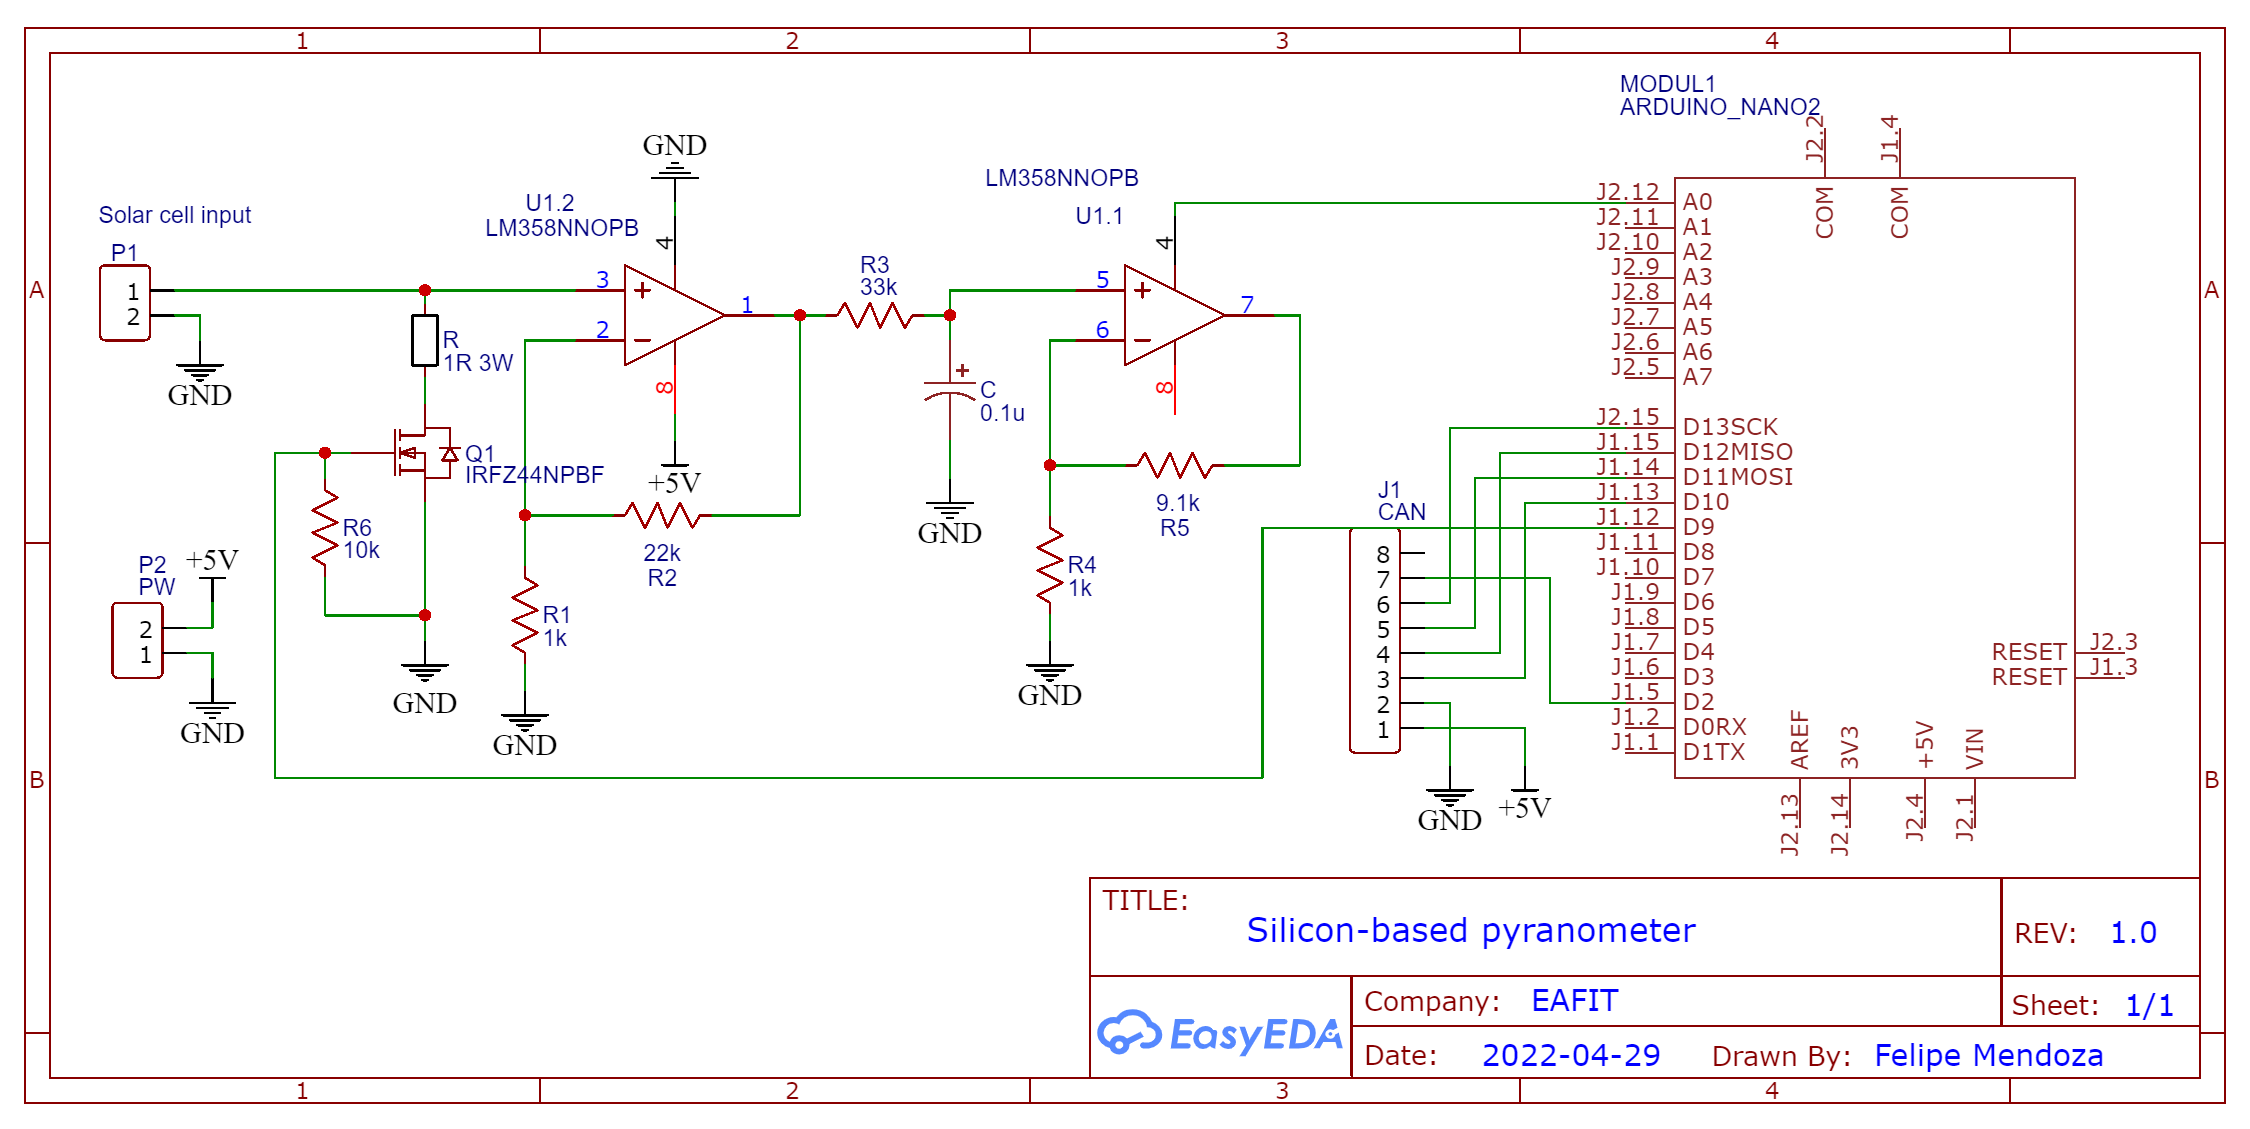 1
2
3
4
A
B
A
B
1
2
3
4
Solar cell input
P1
1
2
GND
R
1R 3W
Q1
IRFZ44NPBF
R6
10k
GND
P2
PW
+5V
2
1
GND
GND
U1.2
LM358NNOPB
4
3
2
1
8
+5V
22k
R2
R1
1k
GND
R3
33k
C
0.1u
GND
LM358NNOPB
U1.1
4
5
6
7
8
9.1k
R5
R4
1k
GND
J1
CAN
8
7
6
5
4
3
2
1
GND
+5V
MODUL1
ARDUINO_NANO2
J2.2
COM
J1.4
COM
J2.12 A0
J2.11 A1
J2.10 A2
J2.9 A3
J2.8 A4
J2.7 A5
J2.6 A6
J2.5 A7
J2.15 D13SCK
J1.15 D12MISO
J1.14 D11MOSI
J1.13 D10
J1.12 D9
J1.11 D8
J1.10 D7
J1.9 D6
J1.8 D5
J1.7 D4
J1.6 D3
J1.5 D2
J1.2 D0RX
J1.1 D1TX
RESET J2.3
RESET J1.3
AREF
J2.13
3V3
J2.14
+5V
J2.4
VIN
J2.1
TITLE:
Silicon-based pyranometer
REV: 1.0
EasyEDA
Company: EAFIT
Sheet: 1/1
Date: 2022-04-29
Drawn By: Felipe Mendoza